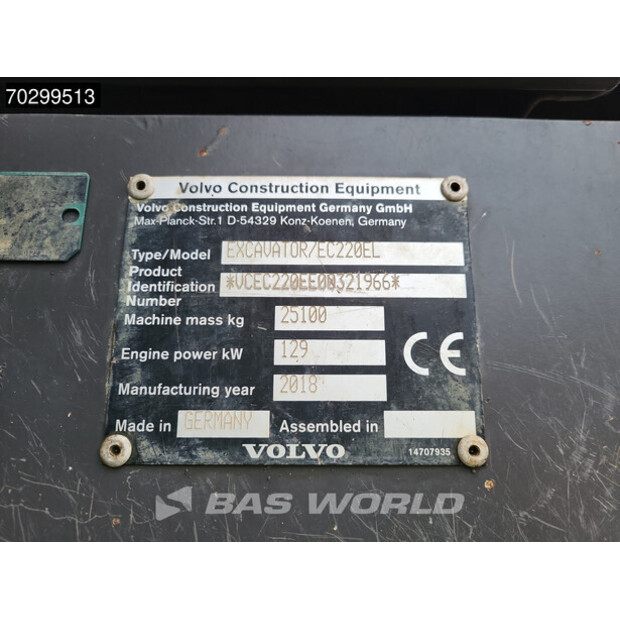 70299513
Volvo Construction Equipment
Volvo Construction Equipment Germany GmbH
Max-Planck-Str.1 D-54329 Konz-Koenen, Germany
Type/Model EXCAVATOR/EC220EL
Product
Identification *VCEC220EE00321966*
Number
Machine mass kg 25100
Engine power kW 129
CE
Manufacturing year 2018
Made in GERMANY Assembled in
VOLVO 14707935
BAS WORLD